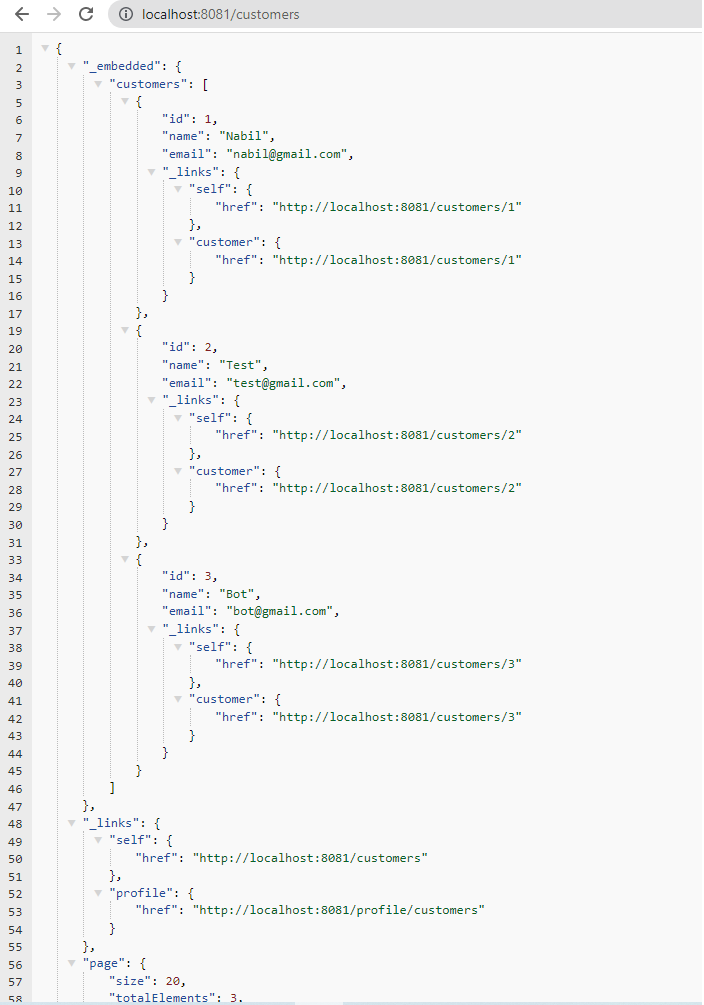 localhost:8081/customers
1 {
2 "_embedded": {
3 "customers": [
5 {
6 "id": 1,
7 "name": "Nabil",
8 "email": "nabil@gmail.com",
9 "_links": {
10 "self": {
11 "href": "http://localhost:8081/customers/1"
12 },
13 "customer": {
14 "href": "http://localhost:8081/customers/1"
15 }
16 }
17 },
19 {
20 "id": 2,
21 "name": "Test",
22 "email": "test@gmail.com",
23 "_links": {
24 "self": {
25 "href": "http://localhost:8081/customers/2"
26 },
27 "customer": {
28 "href": "http://localhost:8081/customers/2"
29 }
30 }
31 },
33 {
34 "id": 3,
35 "name": "Bot",
36 "email": "bot@gmail.com",
37 "_links": {
38 "self": {
39 "href": "http://localhost:8081/customers/3"
40 },
41 "customer": {
42 "href": "http://localhost:8081/customers/3"
43 }
44 }
45 }
46 ]
47 },
48 "_links": {
49 "self": {
50 "href": "http://localhost:8081/customers"
51 },
52 "profile": {
53 "href": "http://localhost:8081/profile/customers"
54 }
55 },
56 "page": {
57 "size": 20,
58 "totalElements": 3,